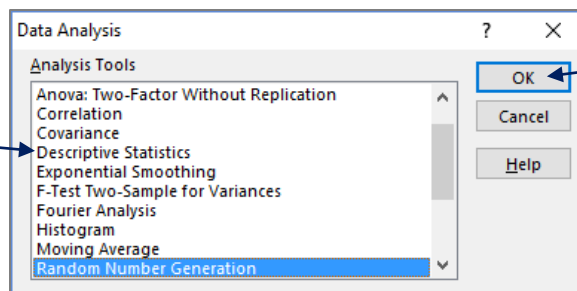 Data Analysis ? ×
Analysis Tools
Anova: Two-Factor Without Replication
Correlation
Covariance
Descriptive Statistics
Exponential Smoothing
F-Test Two-Sample for Variances
Fourier Analysis
Histogram
Moving Average
Random Number Generation
OK
Cancel
Help